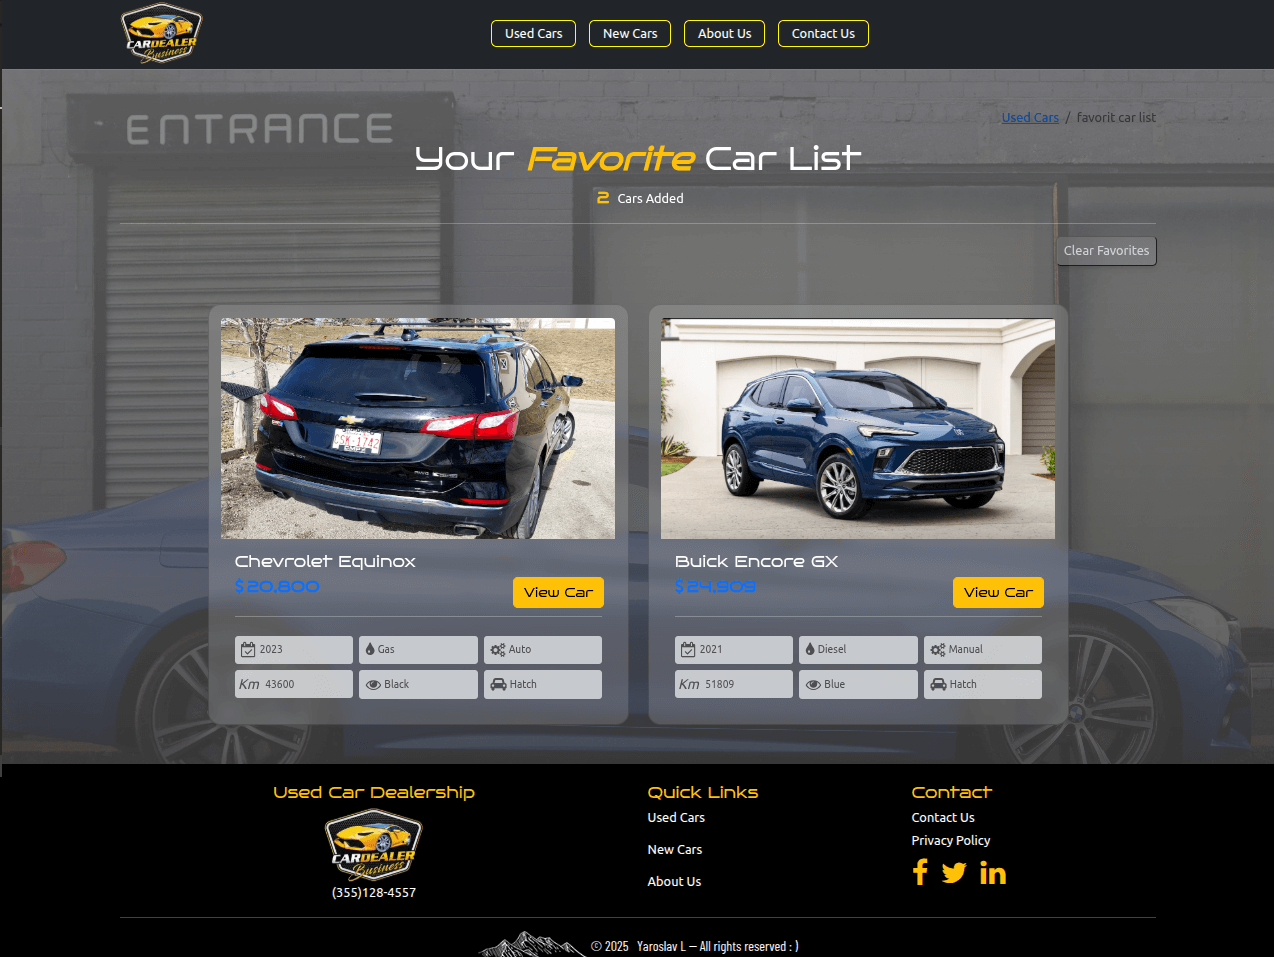 CARDEALER
Business
Used Cars
New Cars
About Us
Contact Us
ENTRANCE
Used Cars / favorit car list
Your Favorite Car List
2 Cars Added
Clear Favorites
CSK-1742
Chevrolet Equinox
$20,800
View Car
2023
Gas
Auto
Km 43600
Black
Hatch
Buick Encore GX
$24,909
View Car
2021
Diesel
Manual
Km 51809
Blue
Hatch
Used Car Dealership
CARDEALER
Business
(355)128-4557
Quick Links
Used Cars
New Cars
About Us
Contact
Contact Us
Privacy Policy
© 2025 Yaroslav L — All rights reserved : )